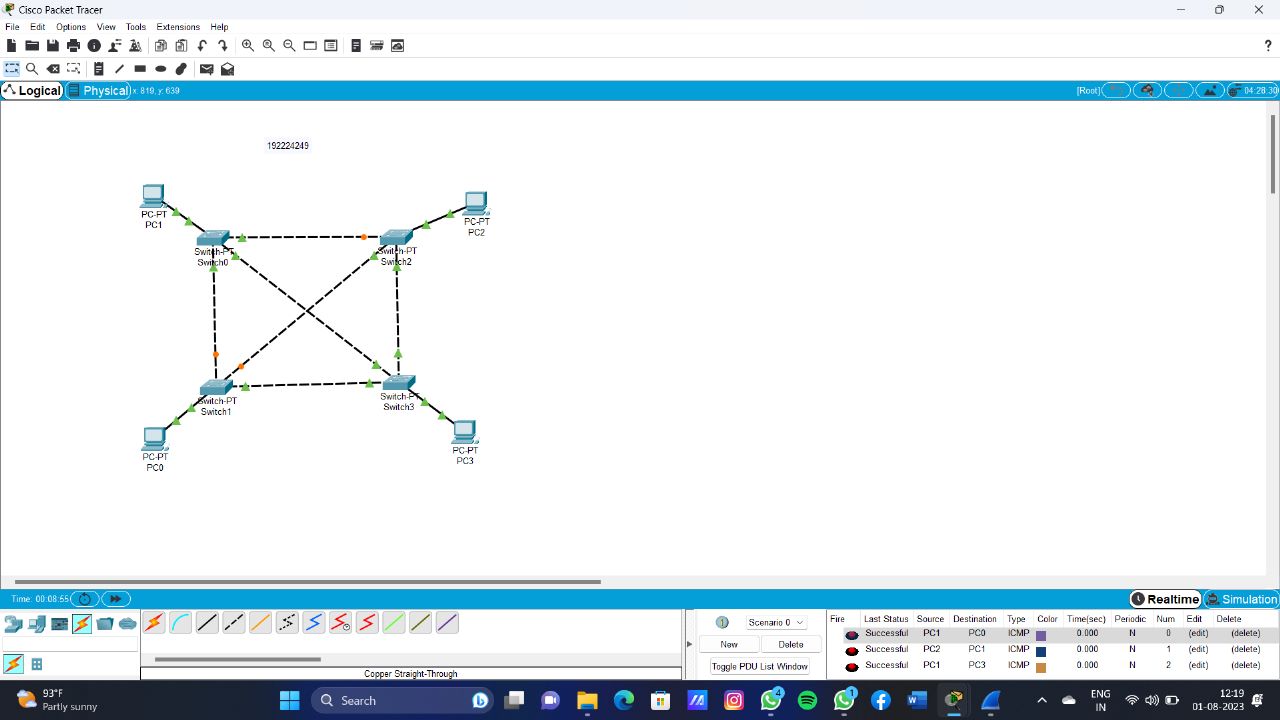 Cisco Packet Tracer
File Edit Options View Tools Extensions Help
?
Logical Physical x: 819, y: 639 [Root] 04:28:30
192224249
PC-PT
PC1
PC-PT
PC2
Switch-PT
Switch0
Switch-PT
Switch2
Switch-PT
Switch1
Switch-PT
Switch3
PC-PT
PC0
PC-PT
PC3
Time: 00:08:55 Realtime Simulation
Scenario 0
New Delete
Toggle PDU List Window
Fire Last Status Source Destination Type Color Time(sec) Periodic Num Edit Delete
Successful PC1 PC0 ICMP 0.000 N 0 (edit) (delete)
Successful PC2 PC1 ICMP 0.000 N 1 (edit) (delete)
Successful PC1 PC3 ICMP 0.000 N 2 (edit) (delete)
Copper Straight-Through
93°F
Partly sunny
Search
4
1
ENG
IN
12:19
01-08-2023